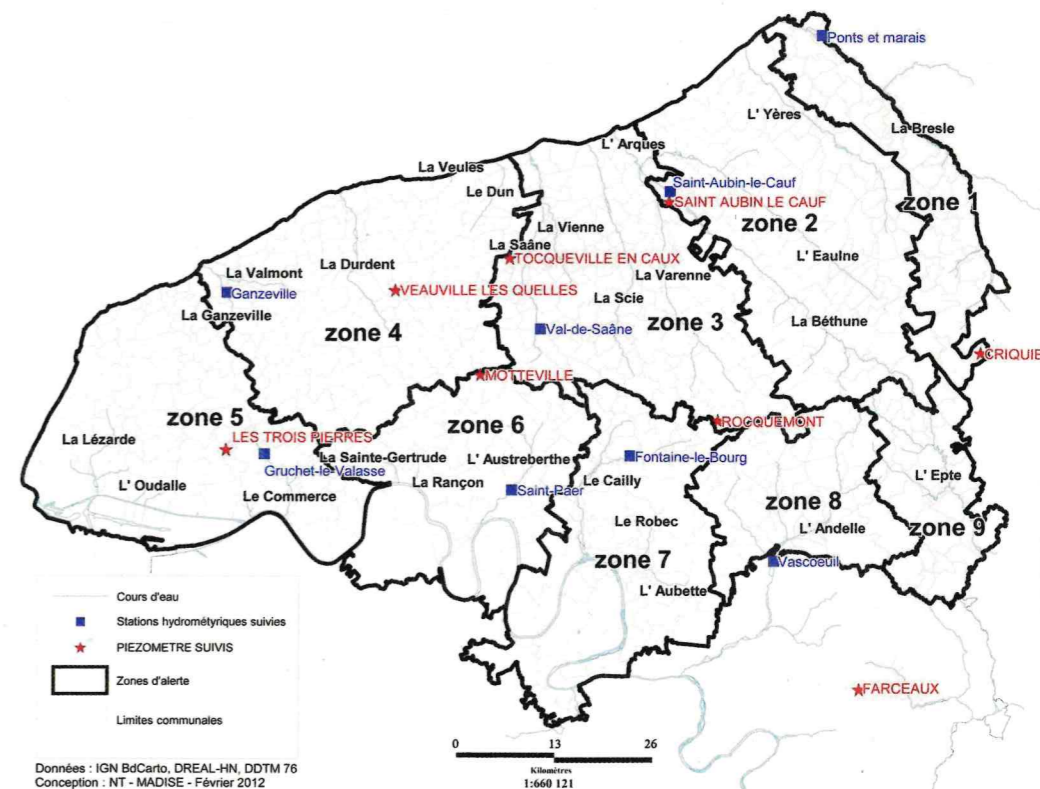 Ponts et marais
L' Yères
La Bresle
L' Arques
La Veules
Saint-Aubin-le-Cauf
Le Dun
SAINT AUBIN LE CAUF
zone 1
zone 2
La Vienne
La Saâne
TOCQUEVILLE EN CAUX
L' Eaulne
La Durdent
La Valmont
La Varenne
VEAUVILLE LES QUELLES
Ganzeville
La Scie
La Ganzeville
zone 3
La Béthune
Val-de-Saâne
zone 4
CRIQUIE
MOTTEVILLE
zone 5
zone 6
ROCQUEMONT
La Lézarde
LES TROIS PIERRES
La Sainte-Gertrude
L' Austreberthe
Fontaine-le-Bourg
Gruchet-le-Valasse
L' Oudalle
La Rançon
Le Cailly
L' Epte
Le Commerce
Saint-Paer
zone 8
Le Robec
L' Andelle
zone 9
zone 7
Vascoeuil
L' Aubette
Cours d'eau
Stations hydrométyriques suivies
PIEZOMETRE SUIVIS
Zones d'alerte
Limites communales
FARCEAUX
0 13 26
Kilomètres
1:660 121
Données : IGN BdCarto, DREAL-HN, DDTM 76
Conception : NT - MADISE - Février 2012